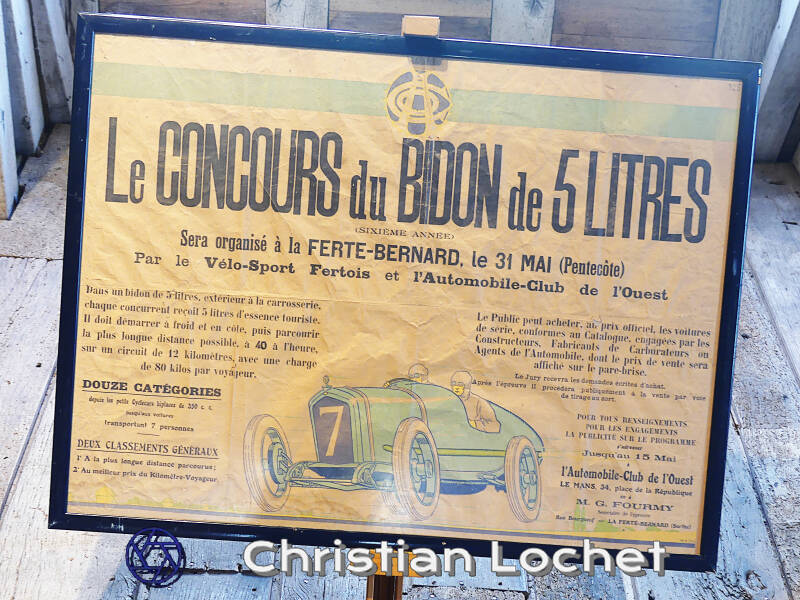 Le CONCOURS du BIDON de 5 LITRES
(SIXIÈME ANNÉE)
Sera organisé à la FERTE-BERNARD, le 31 MAI (Pentecôte)
Par le Vélo-Sport Fertois et l'Automobile-Club de l'Ouest
Dans un bidon de 5 litres, extérieur à la carrosserie,
chaque concurrent reçoit 5 litres d'essence touriste.
Il doit démarrer à froid et en côte, puis parcourir
la plus longue distance possible, à 40 à l'heure,
sur un circuit de 12 kilomètres, avec une charge
de 80 kilos par voyageur.
DOUZE CATÉGORIES
depuis les petits Cyclecars biplaces de 350 c. c.
jusqu'aux voitures
transportant 7 personnes
DEUX CLASSEMENTS GÉNÉRAUX
1° A la plus longue distance parcourue;
2° Au meilleur prix du Kilomètre-Voyageur
Le Public peut acheter, au prix officiel, les voitures
de série, conformes au Catalogue, engagées par les
Constructeurs, Fabricants de Carburateurs ou
Agents de l'Automobile, dont le prix de vente sera
affiché sur le pare-brise.
Le Jury recevra les demandes écrites d'achat.
Après l'épreuve il procédera publiquement à la vente par voie
de tirage au sort.
POUR TOUS RENSEIGNEMENTS
POUR LES ENGAGEMENTS
LA PUBLICITÉ SUR LE PROGRAMME
s'adresser
Jusqu'au 15 Mai
à
l'Automobile-Club de l'Ouest
LE MANS, 34, place de la République
ou à
M. G. FOURMY
Secrétaire de l'épreuve
Rue Bourgneuf — LA FERTÉ-BERNARD (Sarthe)
7
Christian Lochet